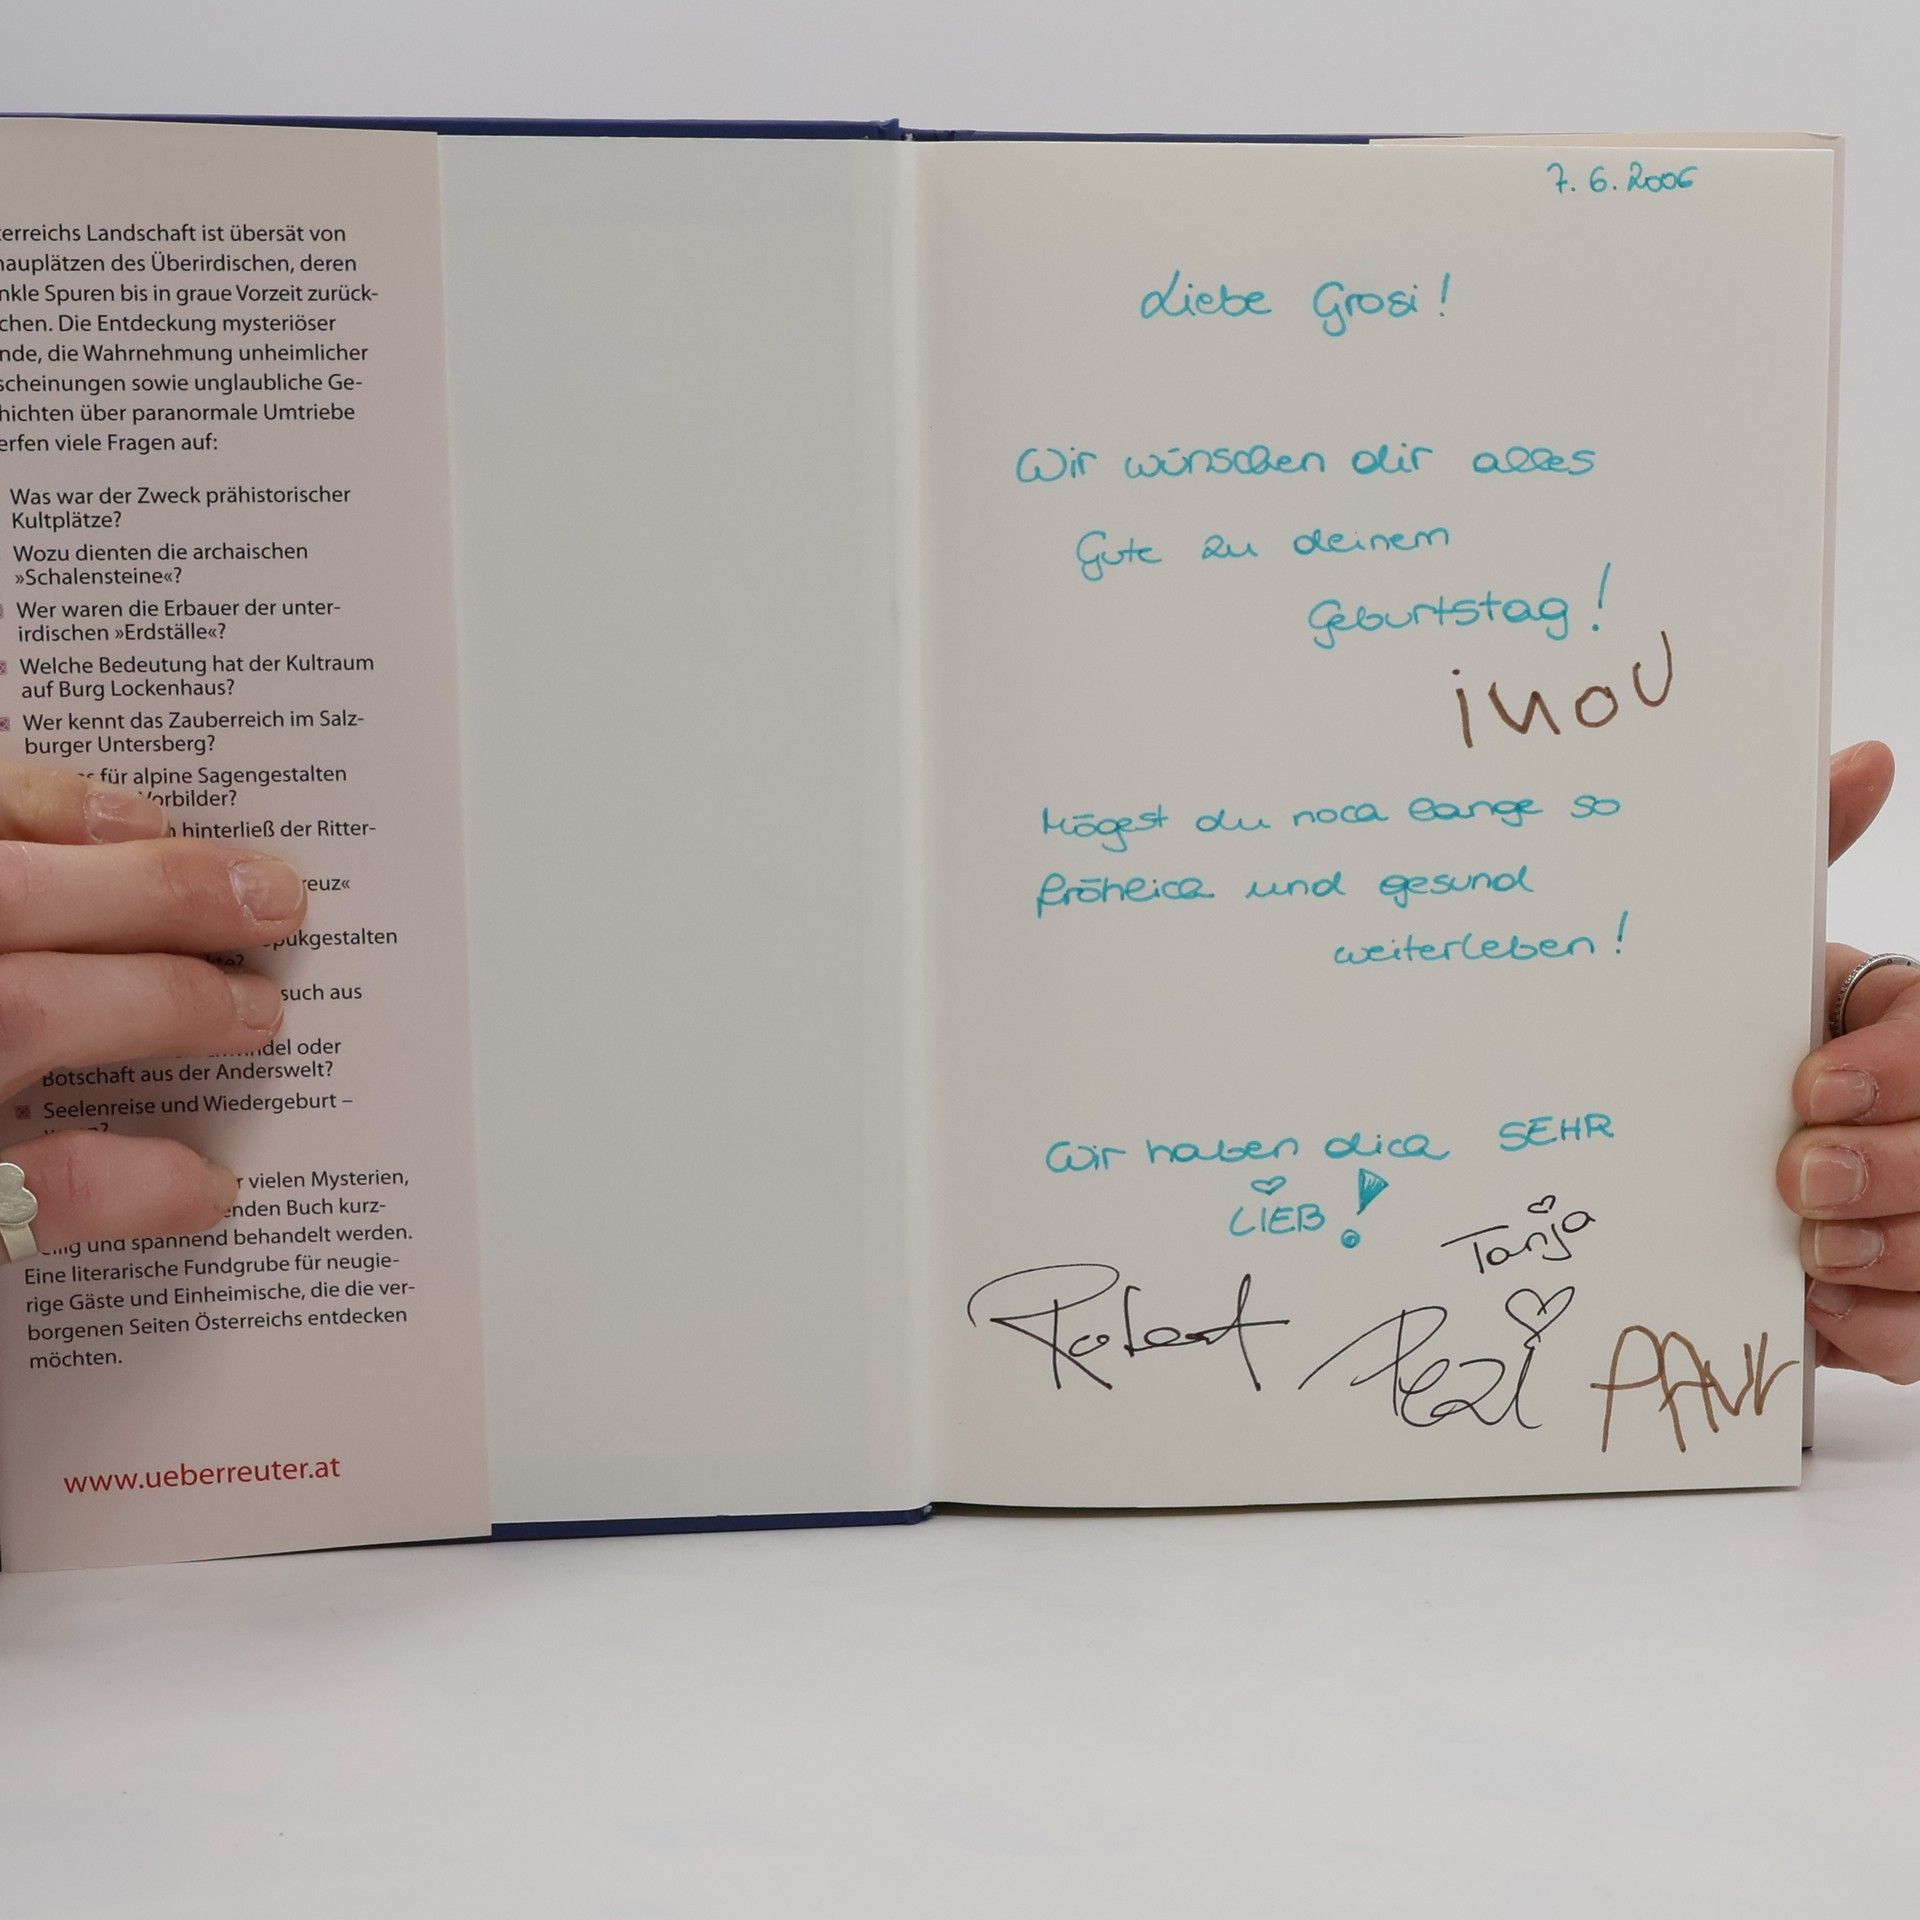 erreichs Landschaft ist übersät von
auplätzen des Überirdischen, deren
nkle Spuren bis in graue Vorzeit zurück-
chen. Die Entdeckung mysteriöser
nde, die Wahrnehmung unheimlicher
scheinungen sowie unglaubliche Ge-
hichten über paranormale Umtriebe
erfen viele Fragen auf:
Was war der Zweck prähistorischer
Kultplätze?
Wozu dienten die archaischen
»Schalensteine«?
Wer waren die Erbauer der unter-
irdischen »Erdställe«?
Welche Bedeutung hat der Kultraum
auf Burg Lockenhaus?
Wer kennt das Zauberreich im Salz-
burger Untersberg?
für alpine Sagengestalten
Vorbilder?
hinterließ der Ritter-
reuz«
pukgestalten
such aus
del oder
Botschaft aus der Anderswelt?
Seelenreise und Wiedergeburt –
r vielen Mysterien,
enden Buch kurz-
und spannend behandelt werden.
Eine literarische Fundgrube für neugie-
rige Gäste und Einheimische, die die ver-
borgenen Seiten Österreichs entdecken
möchten.
www.ueberreuter.at
7. 6. 2006
Liebe Grosi!
Wir wünschen dir alles
Gute zu deinem
Geburtstag!
Mögest du noch lange so
fröhlich und gesund
weiterleben!
Wir haben dich SEHR
LIEB!
Tanja
Robert
Pezi